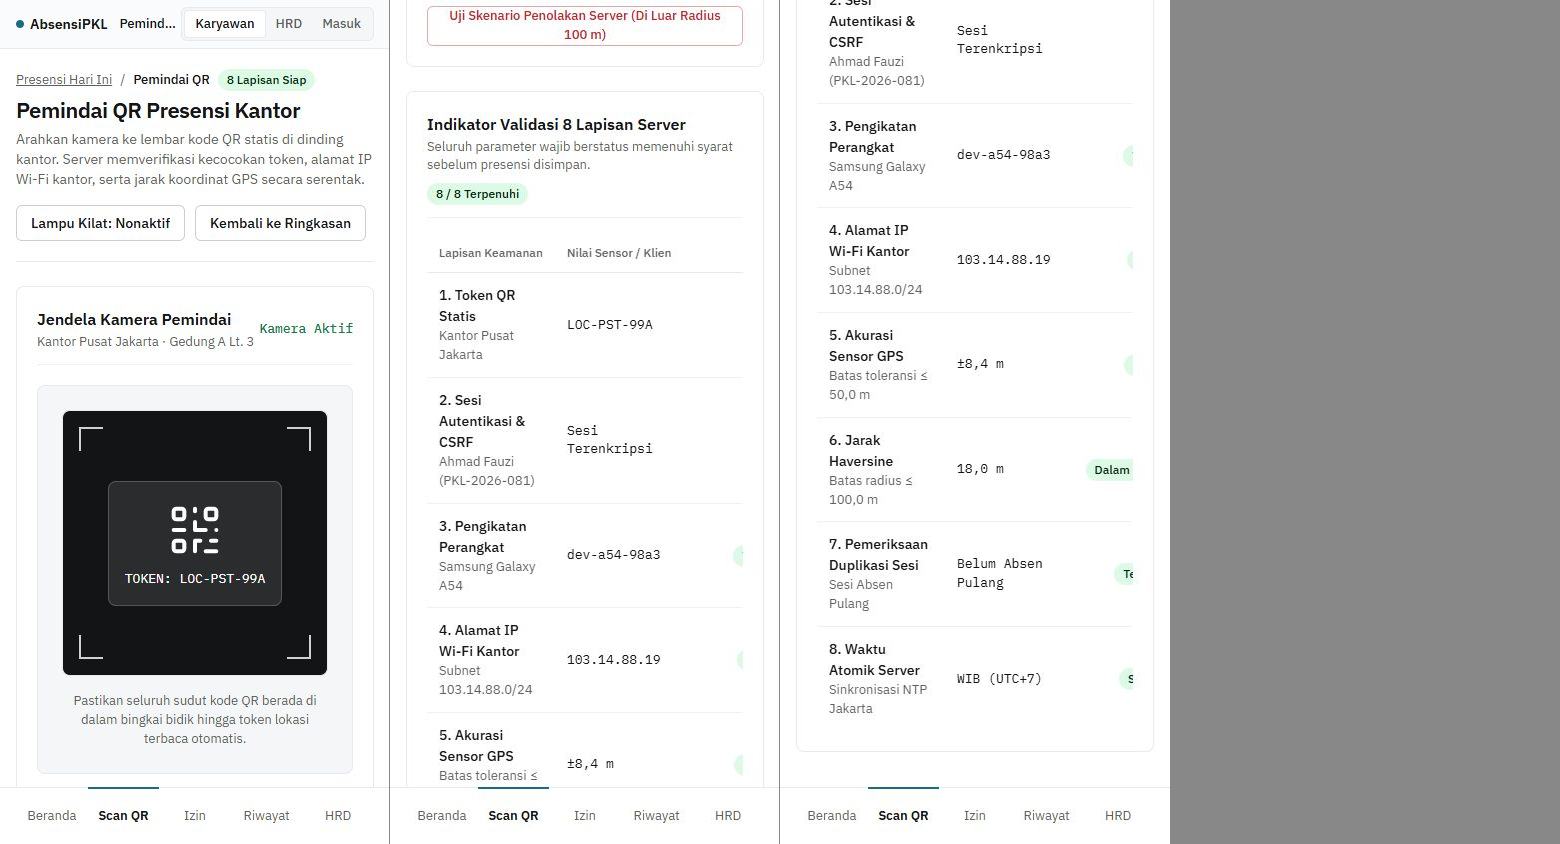 AbsensiPKL Pemind... Karyawan HRD Masuk
Presensi Hari Ini / Pemindai QR 8 Lapisan Siap
Pemindai QR Presensi Kantor
Arahkan kamera ke lembar kode QR statis di dinding
kantor. Server memverifikasi kecocokan token, alamat IP
Wi-Fi kantor, serta jarak koordinat GPS secara serentak.
Lampu Kilat: Nonaktif Kembali ke Ringkasan
Jendela Kamera Pemindai
Kantor Pusat Jakarta · Gedung A Lt. 3
Kamera Aktif
TOKEN: LOC-PST-99A
Pastikan seluruh sudut kode QR berada di
dalam bingkai bidik hingga token lokasi
terbaca otomatis.
Beranda Scan QR Izin Riwayat HRD
Uji Skenario Penolakan Server (Di Luar Radius
100 m)
Indikator Validasi 8 Lapisan Server
Seluruh parameter wajib berstatus memenuhi syarat
sebelum presensi disimpan.
8 / 8 Terpenuhi
Lapisan Keamanan Nilai Sensor / Klien
1. Token QR
Statis
Kantor Pusat
Jakarta
LOC-PST-99A
2. Sesi
Autentikasi &
CSRF
Ahmad Fauzi
(PKL-2026-081)
Sesi
Terenkripsi
3. Pengikatan
Perangkat
Samsung Galaxy
A54
dev-a54-98a3
4. Alamat IP
Wi-Fi Kantor
Subnet
103.14.88.0/24
103.14.88.19
5. Akurasi
Sensor GPS
Batas toleransi ≤
±8,4 m
Beranda Scan QR Izin Riwayat HRD
2. Sesi
Autentikasi &
CSRF
Ahmad Fauzi
(PKL-2026-081)
Sesi
Terenkripsi
3. Pengikatan
Perangkat
Samsung Galaxy
A54
dev-a54-98a3
4. Alamat IP
Wi-Fi Kantor
Subnet
103.14.88.0/24
103.14.88.19
5. Akurasi
Sensor GPS
Batas toleransi ≤
50,0 m
±8,4 m
6. Jarak
Haversine
Batas radius ≤
100,0 m
18,0 m
Dalam
7. Pemeriksaan
Duplikasi Sesi
Sesi Absen
Pulang
Belum Absen
Pulang
8. Waktu
Atomik Server
Sinkronisasi NTP
Jakarta
WIB (UTC+7)
Beranda Scan QR Izin Riwayat HRD